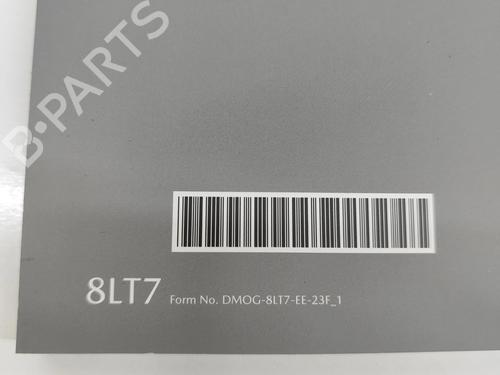 B-PARTS
8LT7 Form No. DMOG-8LT7-EE-23F_1